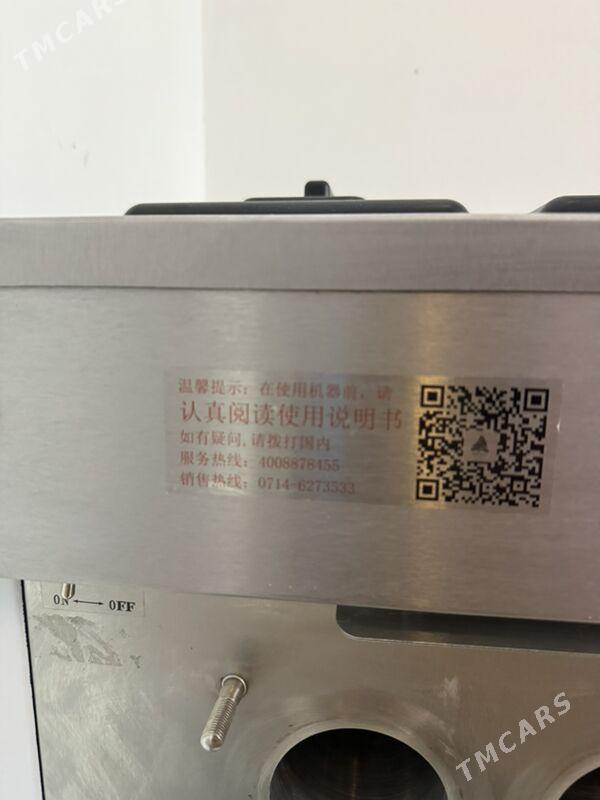 TMCARS
温馨提示：在使用机器前，请
认真阅读使用说明书
如有疑问，请拨打国内
服务热线：4008878455
销售热线：0714-6273533
ON ⟷ OFF
TMCARS